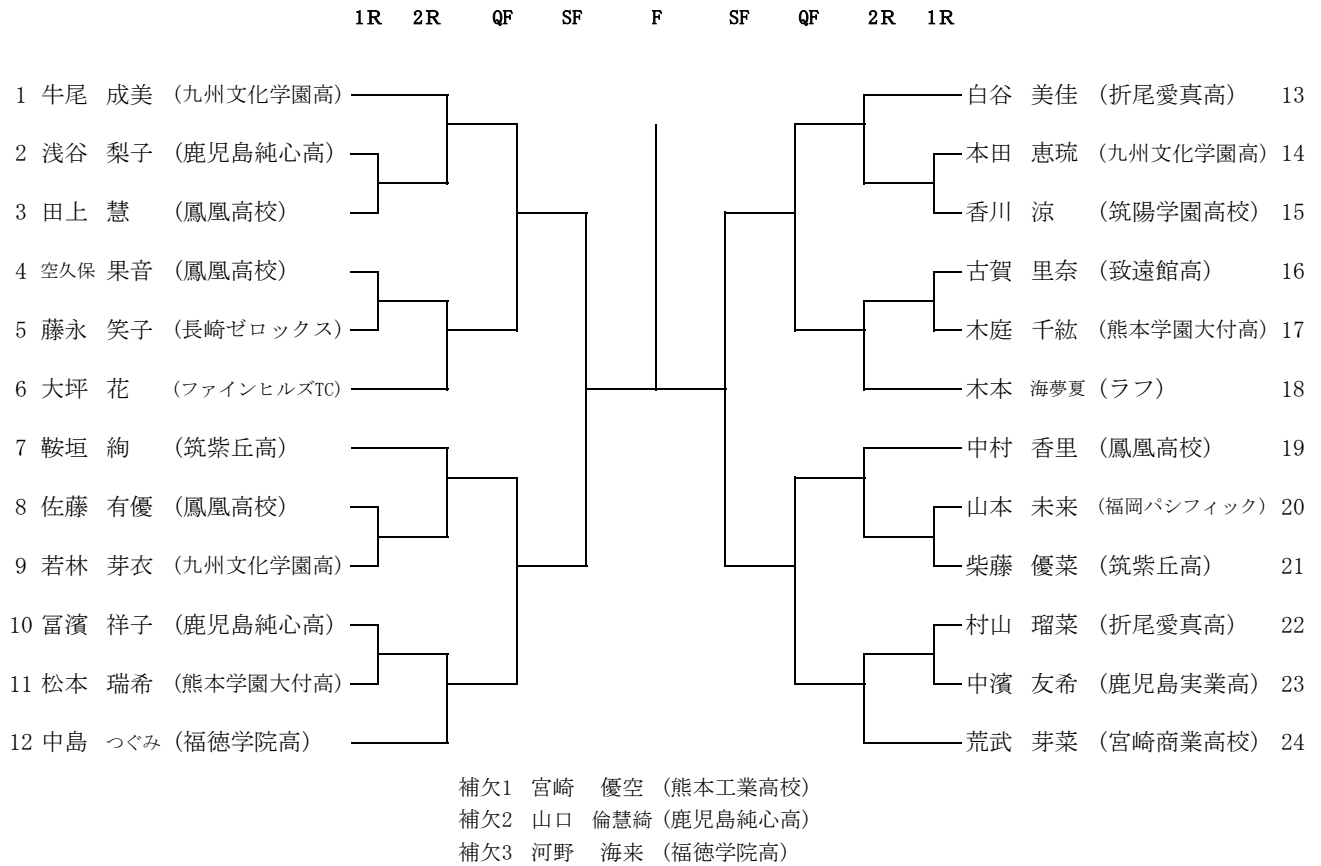 1R 2R QF SF F SF QF 2R 1R
1 牛尾 成美 (九州文化学園高) 白谷 美佳 (折尾愛真高) 13
2 浅谷 梨子 (鹿児島純心高) 本田 恵琉 (九州文化学園高) 14
3 田上 慧 (鳳凰高校) 香川 涼 (筑陽学園高校) 15
4 空久保 果音 (鳳凰高校) 古賀 里奈 (致遠館高) 16
5 藤永 笑子 (長崎ゼロックス) 木庭 千紘 (熊本学園大付高) 17
6 大坪 花 (ファインヒルズTC) 木本 海夢夏 (ラフ) 18
7 鞍垣 絢 (筑紫丘高) 中村 香里 (鳳凰高校) 19
8 佐藤 有優 (鳳凰高校) 山本 未来 (福岡パシフィック) 20
9 若林 芽衣 (九州文化学園高) 柴藤 優菜 (筑紫丘高) 21
10 冨濱 祥子 (鹿児島純心高) 村山 瑠菜 (折尾愛真高) 22
11 松本 瑞希 (熊本学園大付高) 中濱 友希 (鹿児島実業高) 23
12 中島 つぐみ (福徳学院高) 荒武 芽菜 (宮崎商業高校) 24
補欠1 宮崎 優空 (熊本工業高校)
補欠2 山口 倫慧綺 (鹿児島純心高)
補欠3 河野 海来 (福徳学院高)